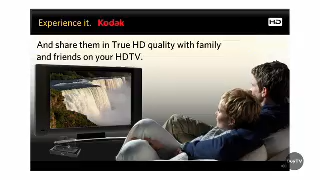 Experience it. Kodak
HD
And share them in True HD quality with family
and friends on your HDTV.